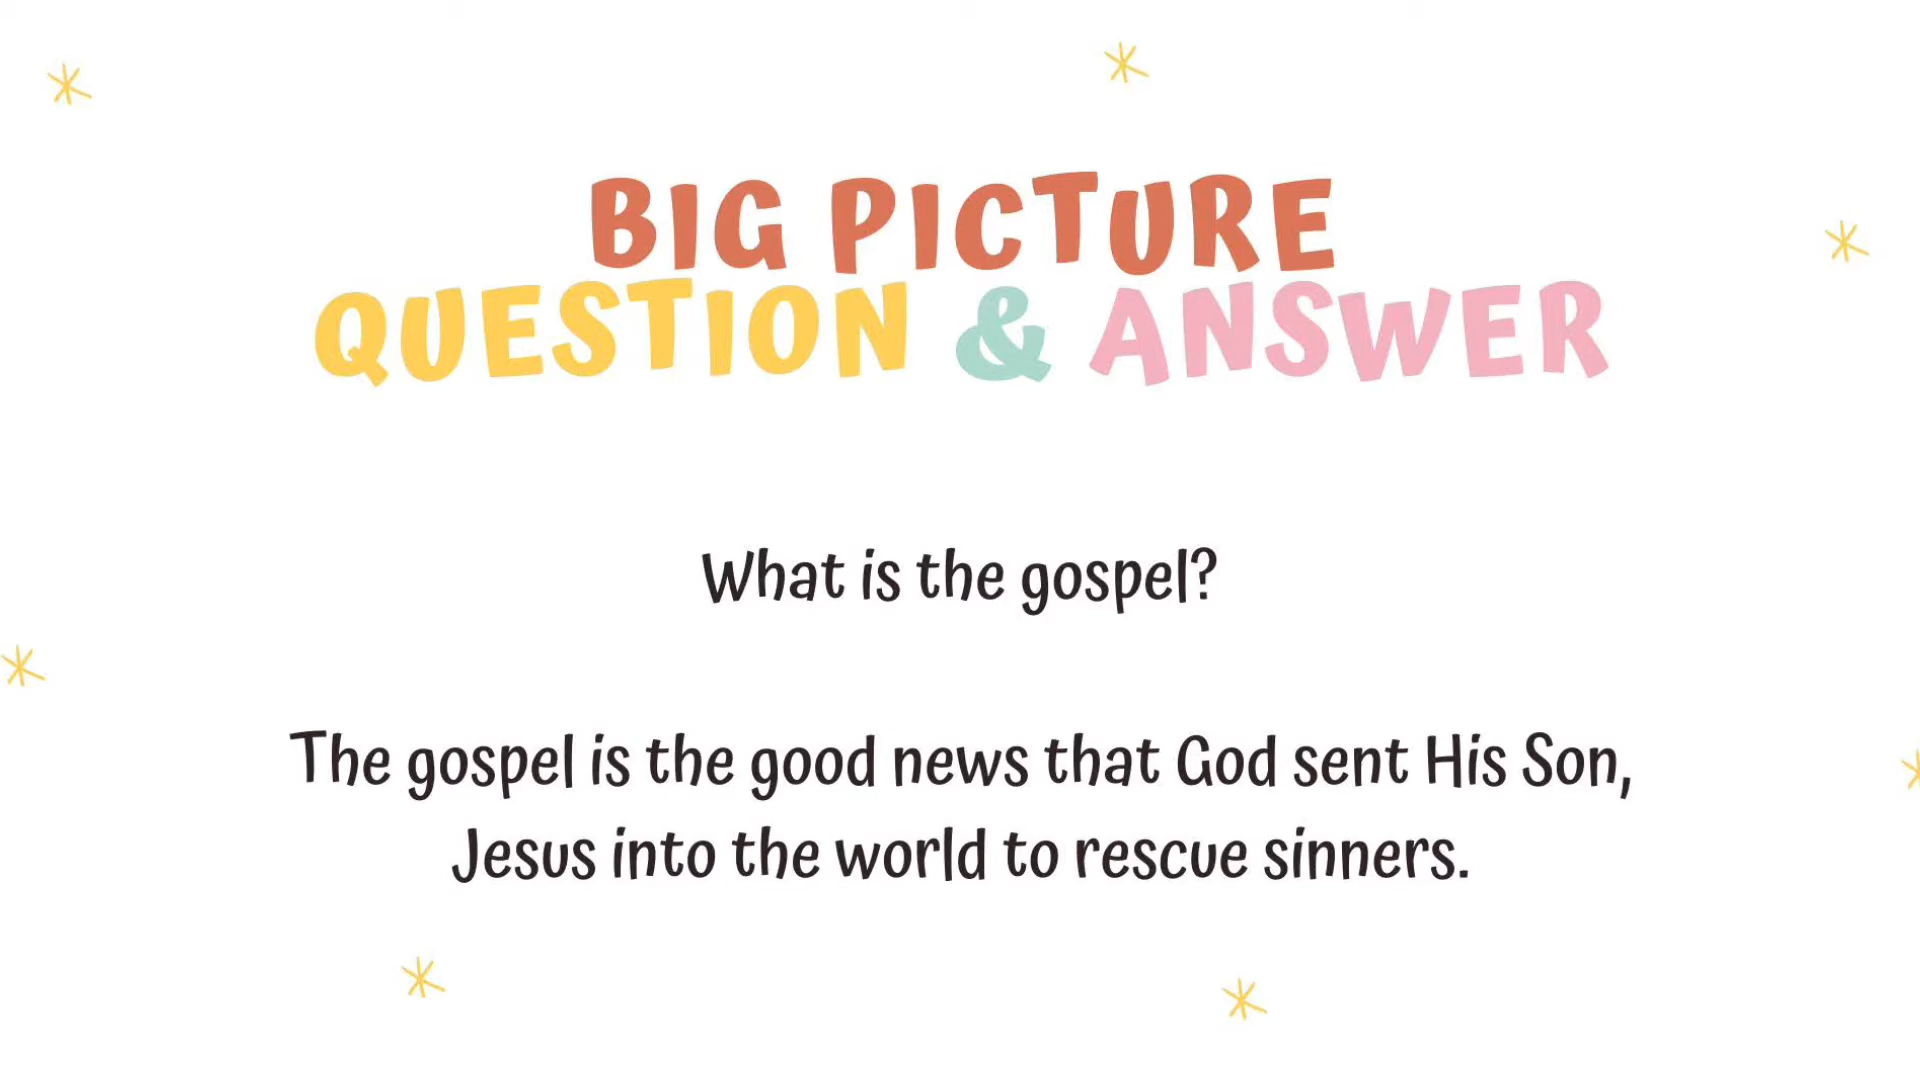 BIG PICTURE
QUESTION & ANSWER
What is the gospel?
The gospel is the good news that God sent His Son,
Jesus into the world to rescue sinners.